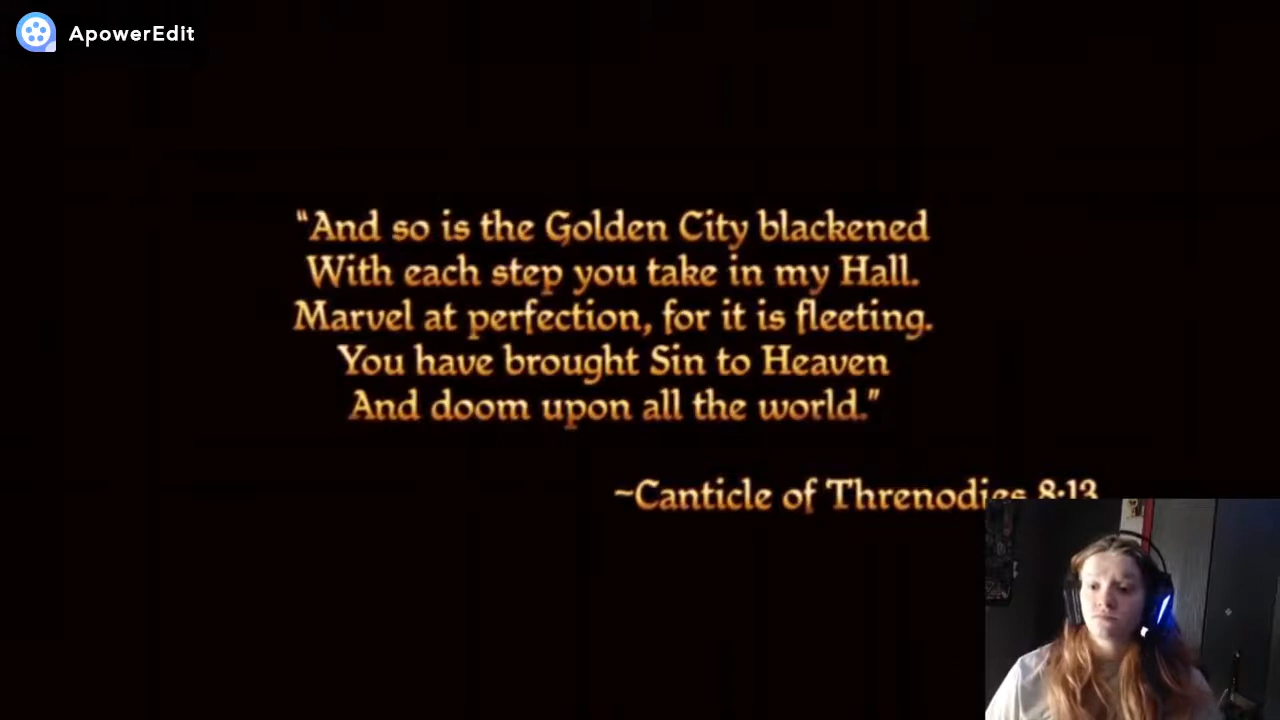 ApowerEdit
"And so is the Golden City blackened
With each step you take in my Hall.
Marvel at perfection, for it is fleeting.
You have brought Sin to Heaven
And doom upon all the world."
~Canticle of Threnodies 8:13